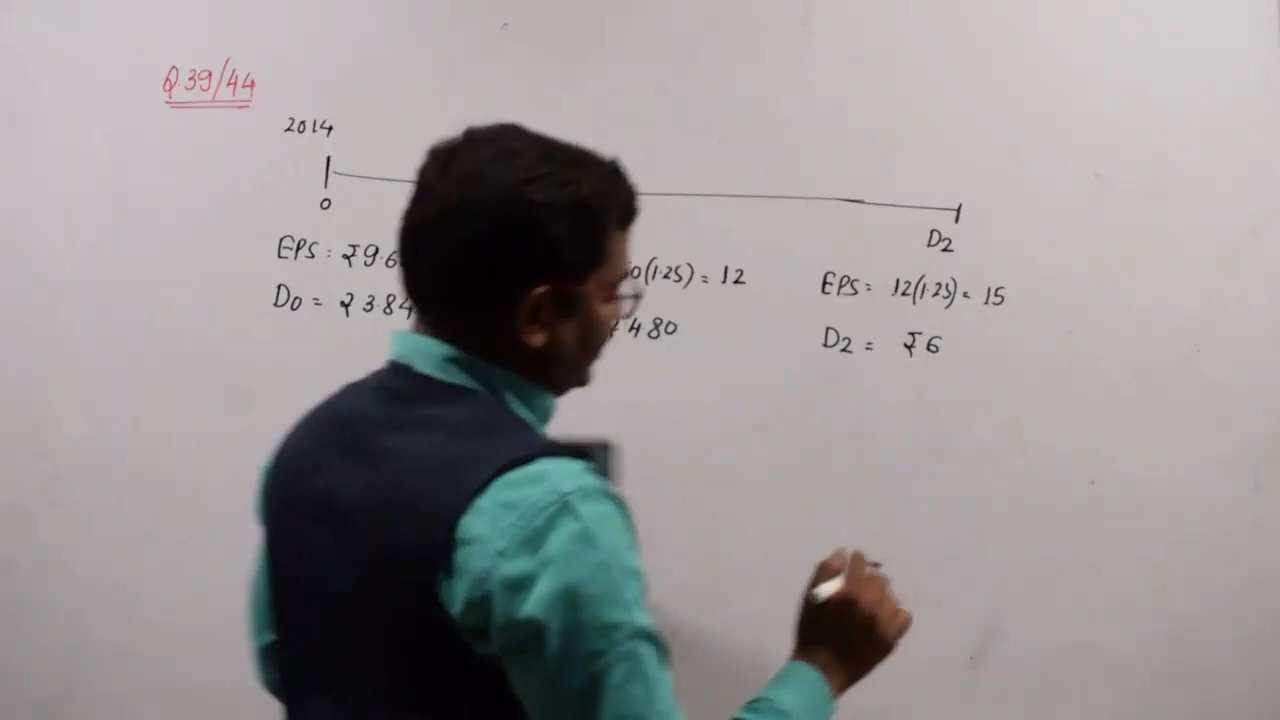 Q.39/44
2014
0
D2
EPS: ₹9.6
0(1.25) = 12
EPS= 12(1.25)= 15
D0 = ₹3.84
₹480
D2 = ₹6